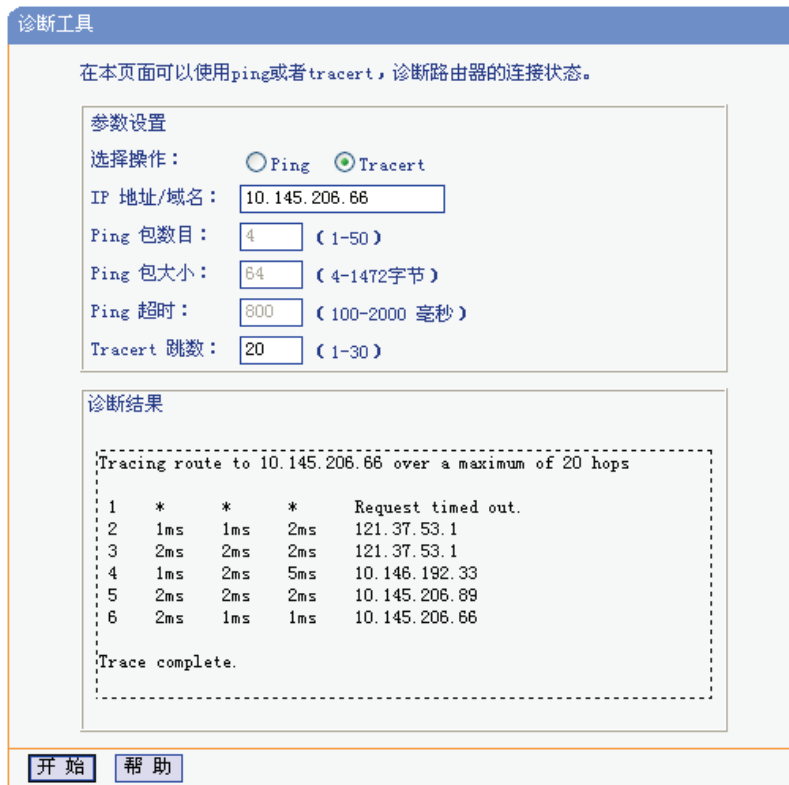 诊断工具
在本页面可以使用ping或者tracert，诊断路由器的连接状态。
参数设置
选择操作： Ping Tracert
IP 地址/域名： 10.145.206.66
Ping 包数目： 4 （1-50）
Ping 包大小： 64 （4-1472字节）
Ping 超时： 800 （100-2000 毫秒）
Tracert 跳数： 20 （1-30）
诊断结果
Tracing route to 10.145.206.66 over a maximum of 20 hops
1 * * * Request timed out.
2 1ms 1ms 2ms 121.37.53.1
3 2ms 2ms 2ms 121.37.53.1
4 1ms 2ms 5ms 10.146.192.33
5 2ms 2ms 2ms 10.145.206.89
6 2ms 1ms 1ms 10.145.206.66
Trace complete.
开 始 帮 助